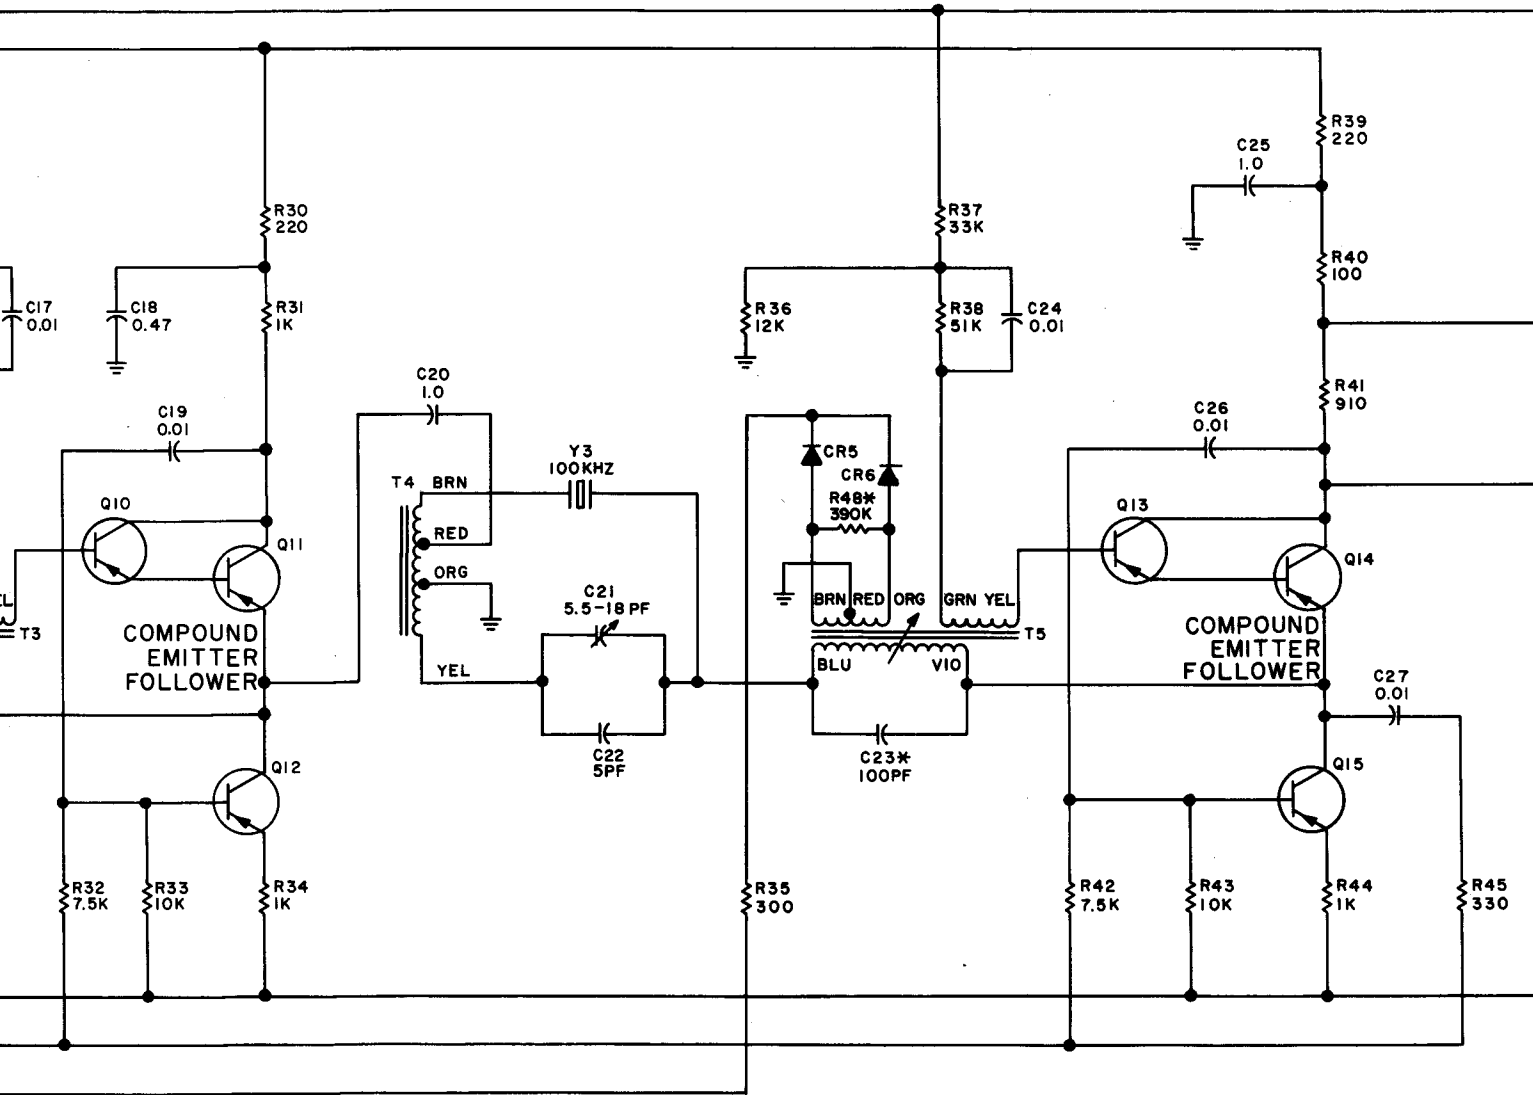 R39
220
C25
1.0
R30
220
R37
33K
R40
100
C17
0.01
C18
0.47
R31
1K
R36
12K
R38
51K
C24
0.01
C20
1.0
R41
910
C19
0.01
C26
0.01
Y3
100KHZ
CR5
CR6
T4
BRN
R48*
390K
Q10
Q13
RED
Q11
Q14
ORG
C21
5.5-18 PF
EL
T3
BRN
RED
ORG
GRN
YEL
T5
COMPOUND
EMITTER
FOLLOWER
COMPOUND
EMITTER
FOLLOWER
YEL
BLU
VIO
C27
0.01
C22
5PF
C23*
100PF
Q12
Q15
R32
7.5K
R33
10K
R34
1K
R35
300
R42
7.5K
R43
10K
R44
1K
R45
330